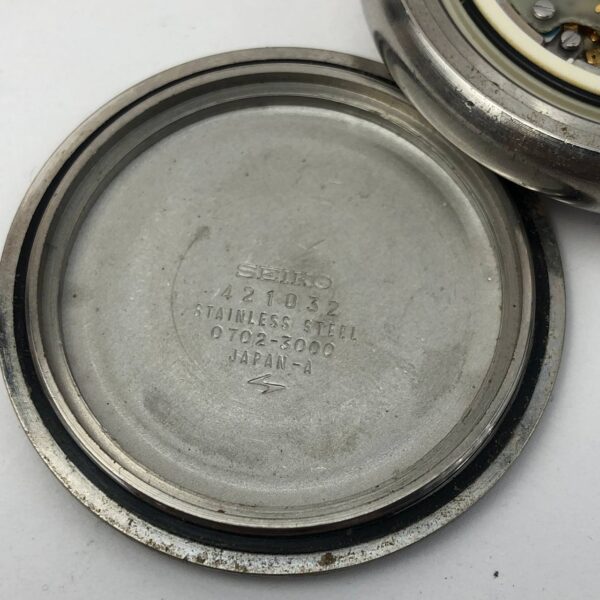 SEIKO
421032
STAINLESS STEEL
0702-3000
JAPAN-A